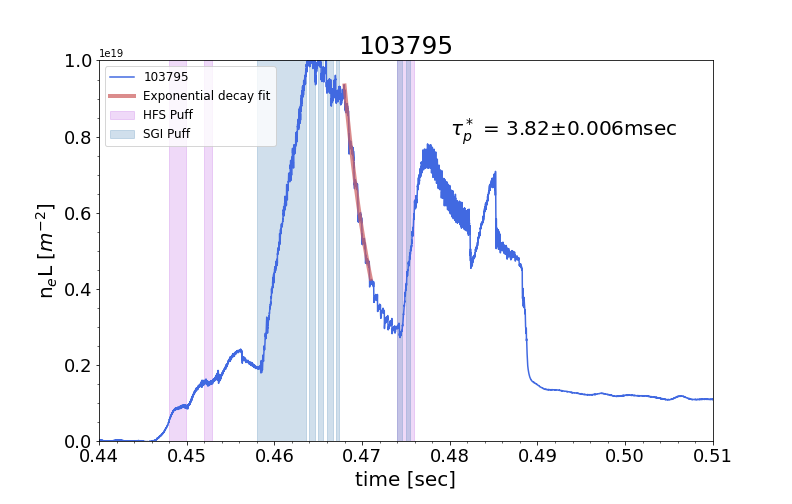 103795
1e19
1.0
0.8
0.6
0.4
0.2
0.0
n_eL [m^{-2}]
103795
Exponential decay fit
HFS Puff
SGI Puff
τ_p^* = 3.82±0.006msec
0.44 0.45 0.46 0.47 0.48 0.49 0.50 0.51
time [sec]